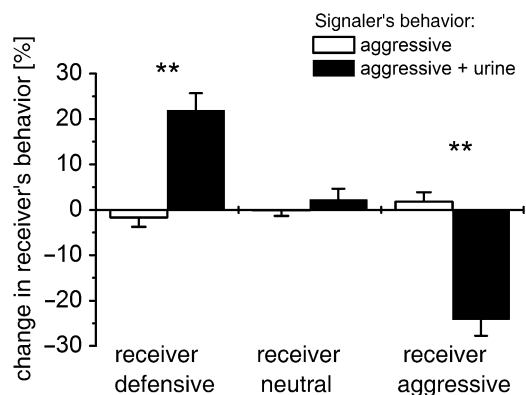 Signaler's behavior:
aggressive
aggressive + urine
change in receiver's behavior [%]
30
20
10
0
−10
−20
−30
**
**
receiver defensive
receiver neutral
receiver aggressive